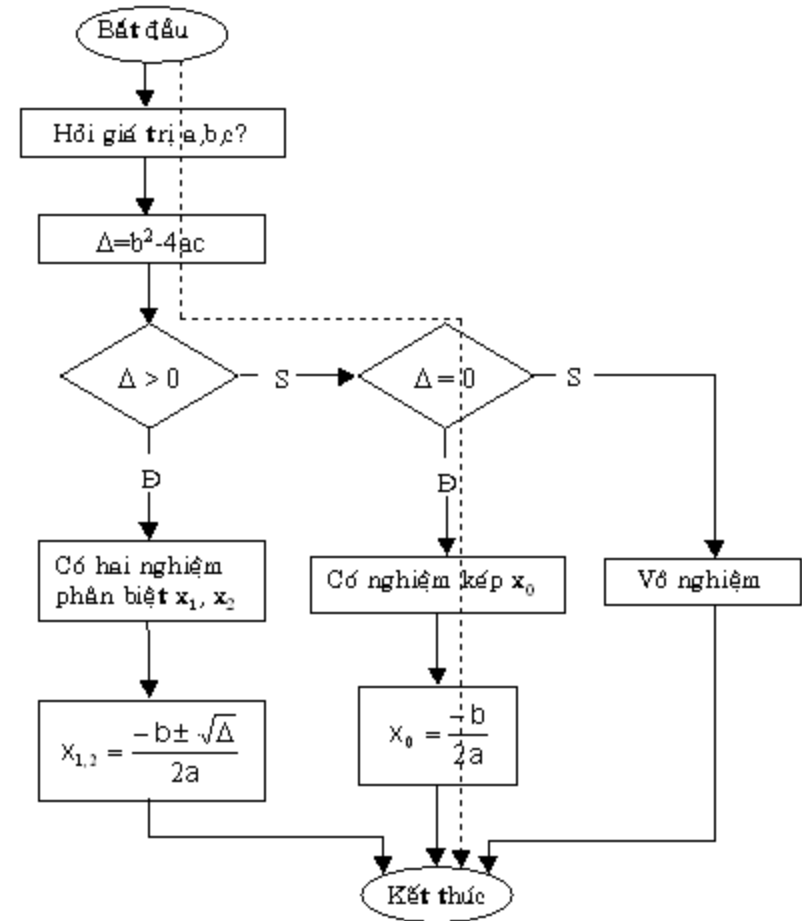 Bắt đầu
Hỏi giá trị a,b,c?
Δ=b²-4ac
Δ > 0
S
Δ = 0
S
Đ
Đ
Có hai nghiệm
phân biệt x₁, x₂
Có nghiệm kép x₀
Vô nghiệm
x₁,₂ = (-b ± √Δ) / 2a
x₀ = -b / 2a
Kết thúc